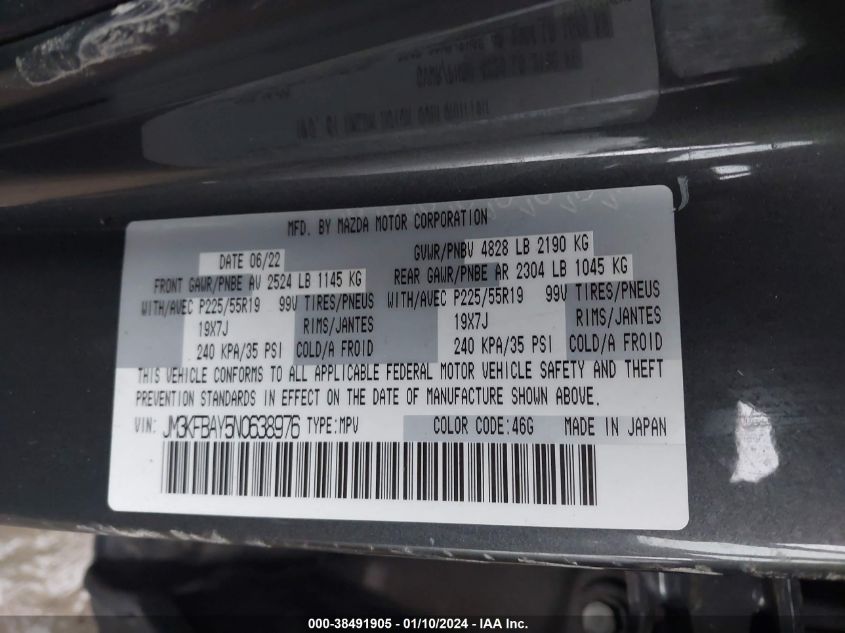 MFD. BY MAZDA MOTOR CORPORATION
DATE 06/22
GVWR/PNBV 4828 LB 2190 KG
FRONT GAWR/PNBE AV 2524 LB 1145 KG
REAR GAWR/PNBE AR 2304 LB 1045 KG
WITH/AVEC P225/55R19 99V TIRES/PNEUS
WITH/AVEC P225/55R19 99V TIRES/PNEUS
19X7J RIMS/JANTES
19X7J RIMS/JANTES
240 KPA/35 PSI COLD/A FROID
240 KPA/35 PSI COLD/A FROID
THIS VEHICLE CONFORMS TO ALL APPLICABLE FEDERAL MOTOR VEHICLE SAFETY AND THEFT
PREVENTION STANDARDS IN EFFECT ON THE DATE OF MANUFACTURE SHOWN ABOVE.
VIN: JM3KFBAY5N0638976 TYPE:MPV COLOR CODE:46G MADE IN JAPAN
000-38491905 - 01/10/2024 - IAA Inc.